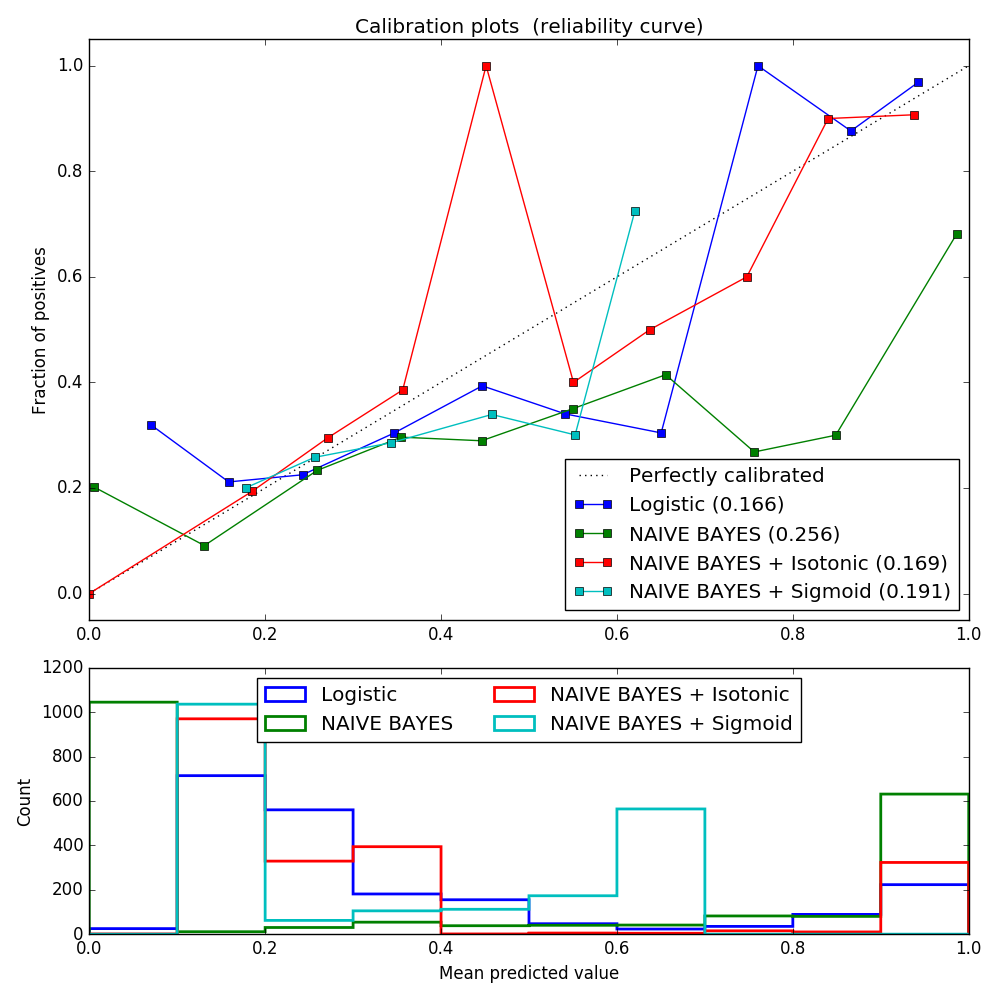 Calibration plots  (reliability curve)
1.0
0.8
0.6
0.4
0.2
0.0
Fraction of positives
Perfectly calibrated
Logistic (0.166)
NAIVE BAYES (0.256)
NAIVE BAYES + Isotonic (0.169)
NAIVE BAYES + Sigmoid (0.191)
0.0 0.2 0.4 0.6 0.8 1.0
1200
1000
800
600
400
200
0
Count
Logistic
NAIVE BAYES
NAIVE BAYES + Isotonic
NAIVE BAYES + Sigmoid
0.0 0.2 0.4 0.6 0.8 1.0
Mean predicted value